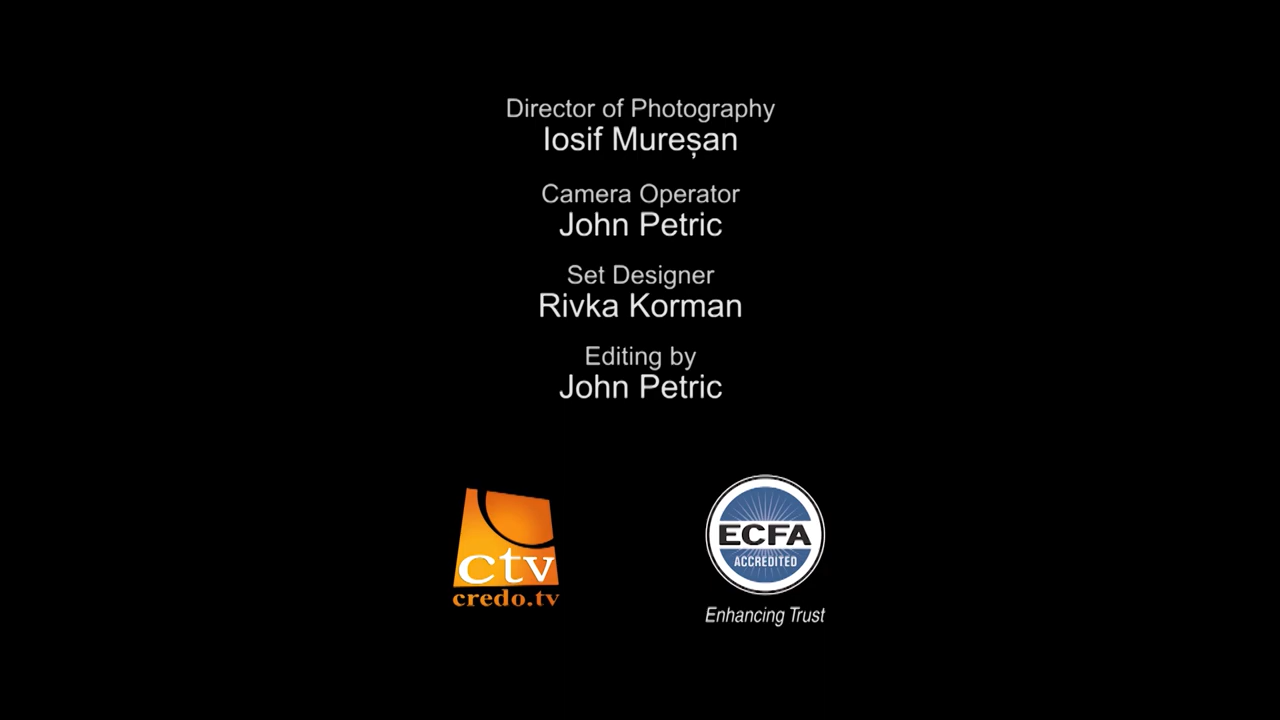 Director of Photography
Iosif Mureșan
Camera Operator
John Petric
Set Designer
Rivka Korman
Editing by
John Petric
ctv
credo.tv
ECFA
ACCREDITED
Enhancing Trust